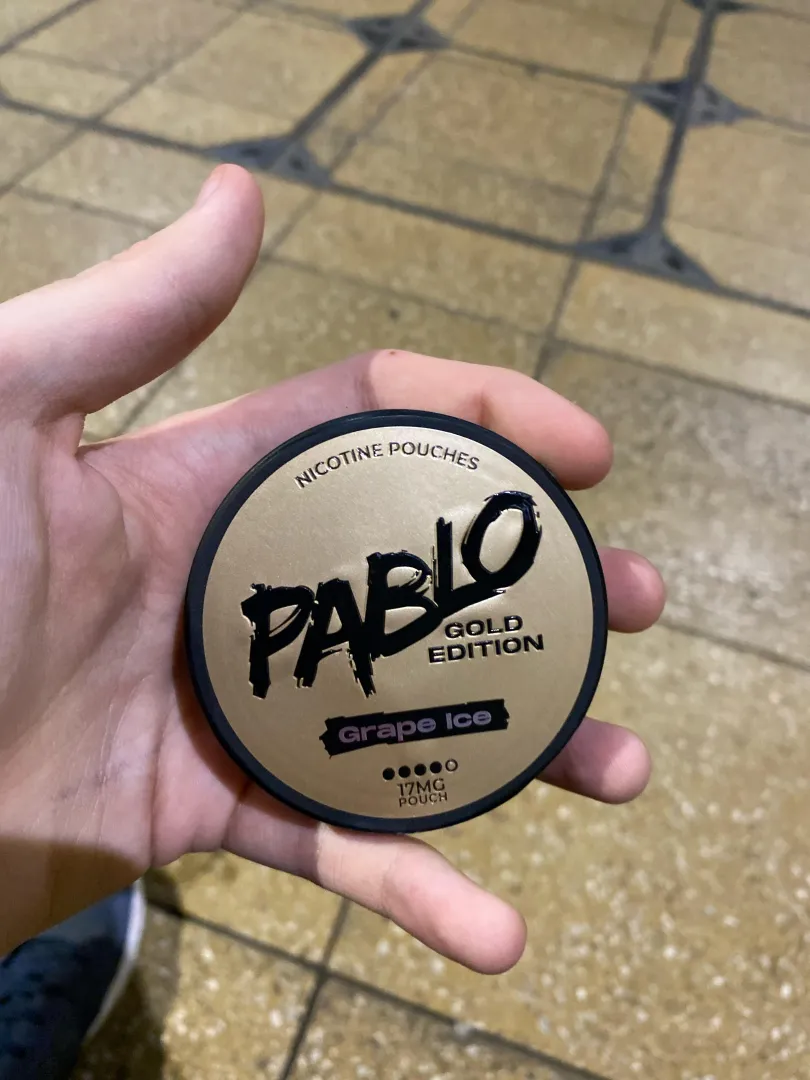 NICOTINE POUCHES
PABLO
GOLD
EDITION
Grape Ice
17MG
POUCH